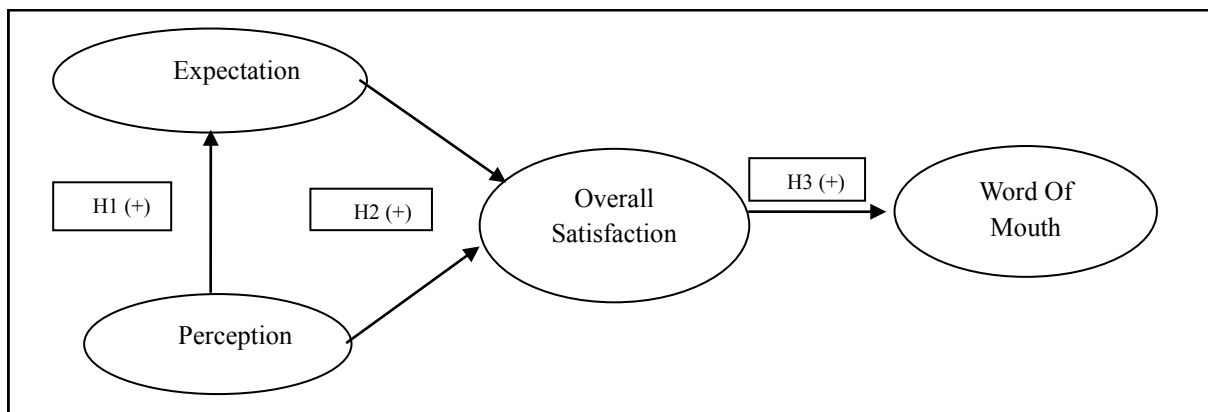 Expectation
H1 (+)
H2 (+)
Perception
Overall
Satisfaction
H3 (+)
Word Of
Mouth